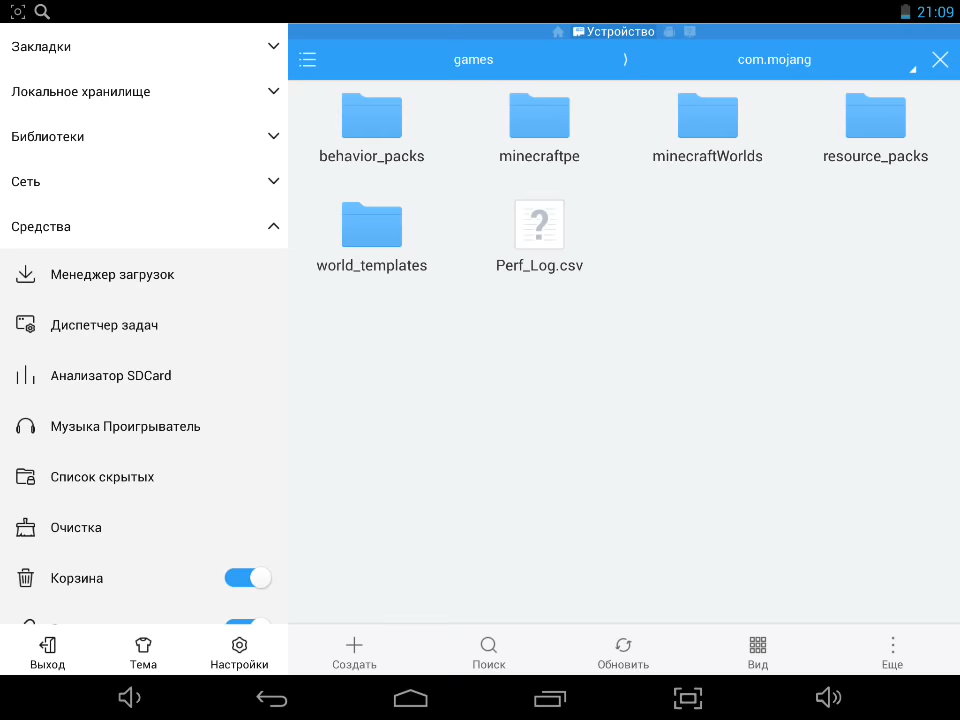 21:09
Закладки
Локальное хранилище
Библиотеки
Сеть
Средства
Менеджер загрузок
Диспетчер задач
Анализатор SDCard
Музыка Проигрыватель
Список скрытых
Очистка
Корзина
Выход
Тема
Настройки
Устройство
games
com.mojang
behavior_packs
minecraftpe
minecraftWorlds
resource_packs
world_templates
Perf_Log.csv
Создать
Поиск
Обновить
Вид
Еще